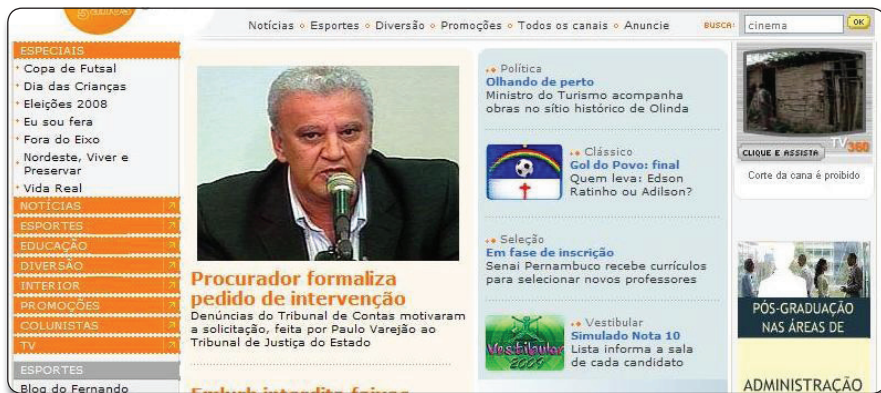 Notícias Esportes Diversão Promoções Todos os canais Anuncie
BUSCA: cinema OK
ESPECIAIS
Copa de Futsal
Dia das Crianças
Eleições 2008
Eu sou fera
Fora do Eixo
Nordeste, Viver e
Preservar
Vida Real
NOTÍCIAS
ESPORTES
EDUCAÇÃO
DIVERSÃO
INTERIOR
PROMOÇÕES
COLUNISTAS
TV
ESPORTES
Blog do Fernando
Procurador formaliza
pedido de intervenção
Denúncias do Tribunal de Contas motivaram
a solicitação, feita por Paulo Varejão ao
Tribunal de Justiça do Estado
Política
Olhando de perto
Ministro do Turismo acompanha
obras no sítio histórico de Olinda
Clássico
Gol do Povo: final
Quem leva: Edson
Ratinho ou Adilson?
Seleção
Em fase de inscrição
Senai Pernambuco recebe currículos
para selecionar novos professores
Vestibular
2009
Vestibular
Simulado Nota 10
Lista informa a sala
de cada candidato
TV
360
CLIQUE E ASSISTA
Corte da cana é proibido
PÓS-GRADUAÇÃO
NAS ÁREAS DE
ADMINISTRAÇÃO